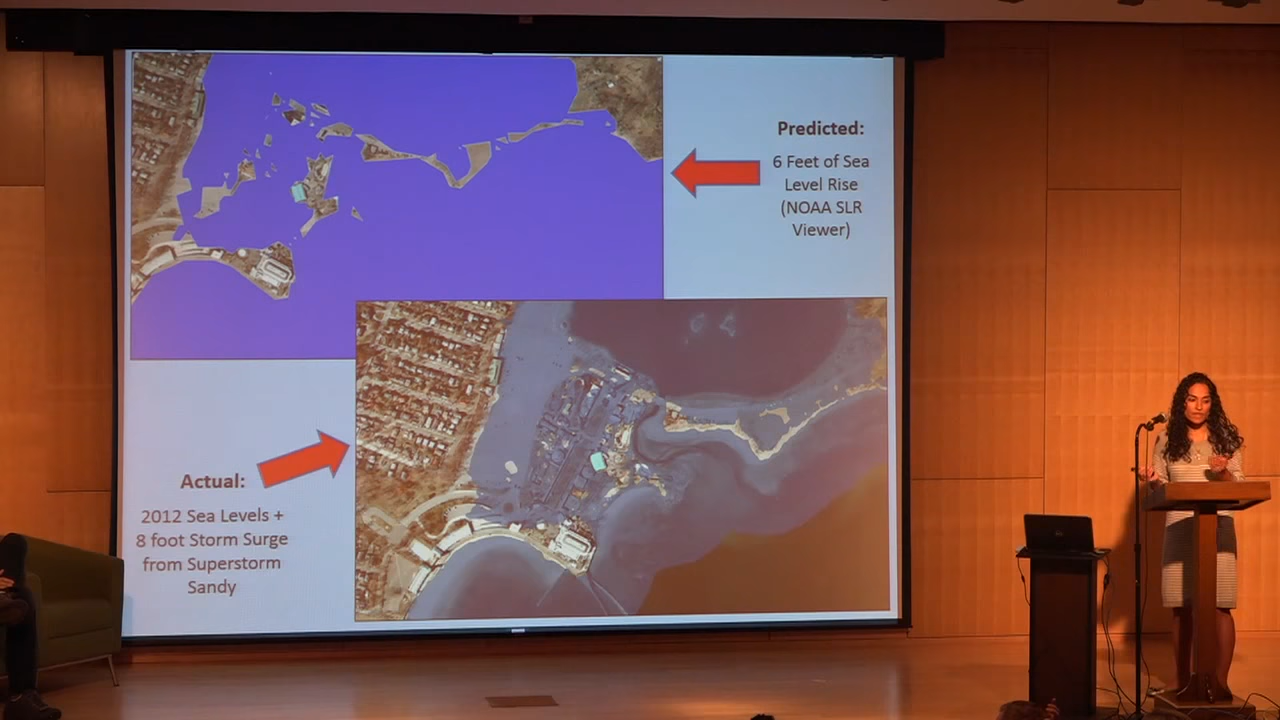 Predicted:
6 Feet of Sea
Level Rise
(NOAA SLR
Viewer)
Actual:
2012 Sea Levels +
8 foot Storm Surge
from Superstorm
Sandy